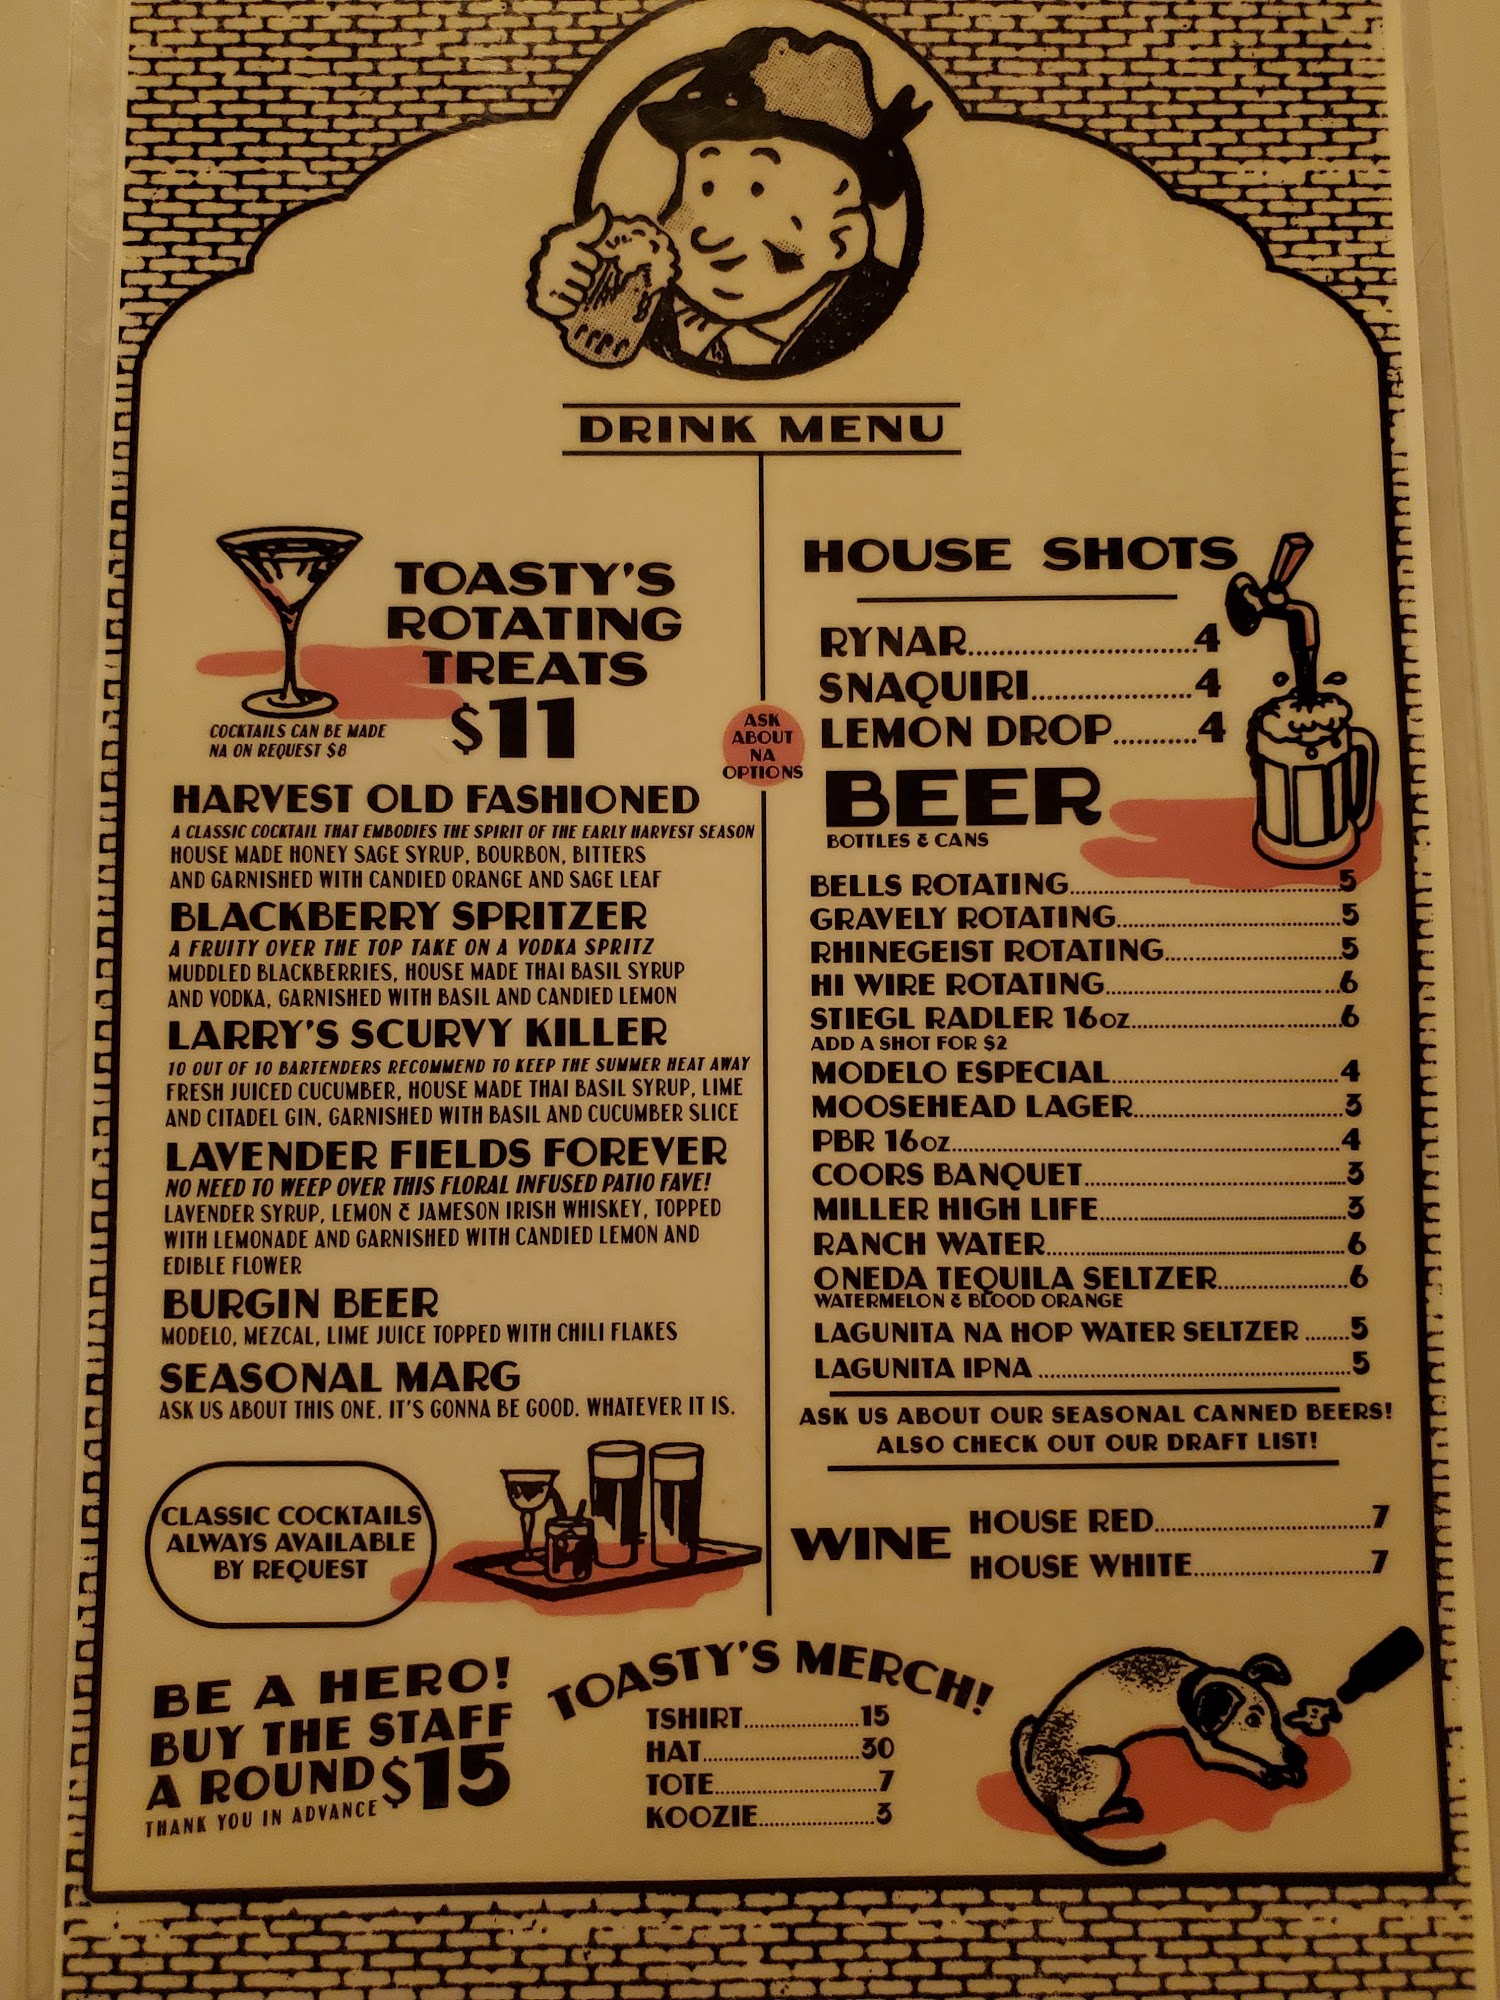 DRINK MENU
TOASTY'S
ROTATING
TREATS
$11
COCKTAILS CAN BE MADE
NA ON REQUEST $8
HARVEST OLD FASHIONED
A CLASSIC COCKTAIL THAT EMBODIES THE SPIRIT OF THE EARLY HARVEST SEASON
HOUSE MADE HONEY SAGE SYRUP, BOURBON, BITTERS
AND GARNISHED WITH CANDIED ORANGE AND SAGE LEAF
BLACKBERRY SPRITZER
A FRUITY OVER THE TOP TAKE ON A VODKA SPRITZ
MUDDLED BLACKBERRIES, HOUSE MADE THAI BASIL SYRUP
AND VODKA, GARNISHED WITH BASIL AND CANDIED LEMON
LARRY'S SCURVY KILLER
10 OUT OF 10 BARTENDERS RECOMMEND TO KEEP THE SUMMER HEAT AWAY
FRESH JUICED CUCUMBER, HOUSE MADE THAI BASIL SYRUP, LIME
AND CITADEL GIN, GARNISHED WITH BASIL AND CUCUMBER SLICE
LAVENDER FIELDS FOREVER
NO NEED TO WEEP OVER THIS FLORAL INFUSED PATIO FAVE!
LAVENDER SYRUP, LEMON & JAMESON IRISH WHISKEY, TOPPED
WITH LEMONADE AND GARNISHED WITH CANDIED LEMON AND
EDIBLE FLOWER
BURGIN BEER
MODELO, MEZCAL, LIME JUICE TOPPED WITH CHILI FLAKES
SEASONAL MARG
ASK US ABOUT THIS ONE. IT'S GONNA BE GOOD. WHATEVER IT IS.
CLASSIC COCKTAILS
ALWAYS AVAILABLE
BY REQUEST
ASK
ABOUT
NA
OPTIONS
HOUSE SHOTS
RYNAR..............................4
SNAQUIRI......................4
LEMON DROP...........4
BEER
BOTTLES & CANS
BELLS ROTATING........................................5
GRAVELY ROTATING..................................5
RHINEGEIST ROTATING..........................5
HI WIRE ROTATING...................................6
STIEGL RADLER 16oz...............................6
ADD A SHOT FOR $2
MODELO ESPECIAL..................................4
MOOSEHEAD LAGER...............................3
PBR 16oz..........................................................4
COORS BANQUET.......................................3
MILLER HIGH LIFE.....................................3
RANCH WATER............................................6
ONEDA TEQUILA SELTZER...................6
WATERMELON & BLOOD ORANGE
LAGUNITA NA HOP WATER SELTZER .......5
LAGUNITA IPNA ..............................................5
ASK US ABOUT OUR SEASONAL CANNED BEERS!
ALSO CHECK OUT OUR DRAFT LIST!
WINE
HOUSE RED................................7
HOUSE WHITE..........................7
BE A HERO!
BUY THE STAFF
A ROUND $15
THANK YOU IN ADVANCE
TOASTY'S MERCH!
TSHIRT.....................15
HAT.............................30
TOTE..............................7
KOOZIE.....................3